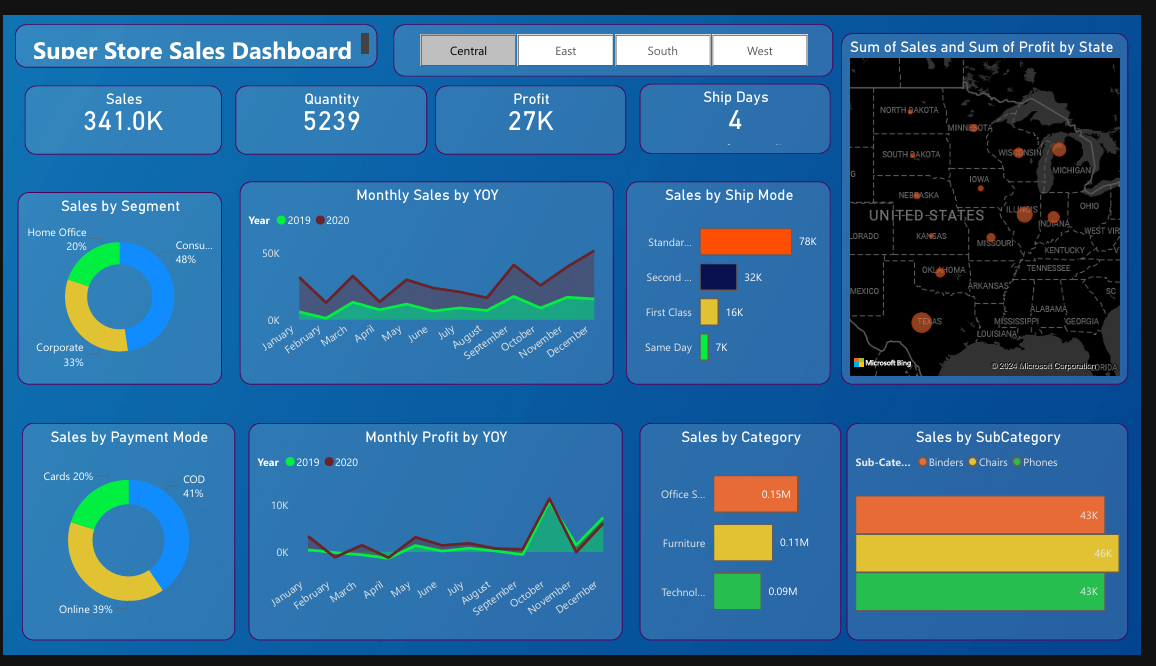 Super Store Sales Dashboard
Central
East
South
West
Sales
341.0K
Quantity
5239
Profit
27K
Ship Days
4
Sum of Sales and Sum of Profit by State
NORTH DAKOTA
MINNESOTA
SOUTH DAKOTA
WISCONSIN
MICHIGAN
G
IOWA
NEBRASKA
UNITED STATES
ILLINOIS
INDIANA
OHIO
ORADO
KANSAS
MISSOURI
WEST VIR
KENTUCKY
V
OKLAHOMA
TENNESSEE
MEXICO
ARKANSAS
SC
ALABAMA
TEXAS
MISSISSIPPI
GEORGIA
LOUISIANA
Microsoft Bing
© 2024 Microsoft Corporation
ORIDA
Sales by Segment
Home Office
20%
Consu...
48%
Corporate
33%
Monthly Sales by YOY
Year 2019 2020
50K
0K
January
February
March
April
May
June
July
August
September
October
November
December
Sales by Ship Mode
Standar... 78K
Second ... 32K
First Class 16K
Same Day 7K
Sales by Payment Mode
Cards 20%
COD
41%
Online 39%
Monthly Profit by YOY
Year 2019 2020
10K
0K
January
February
March
April
May
June
July
August
September
October
November
December
Sales by Category
Office S... 0.15M
Furniture 0.11M
Technol... 0.09M
Sales by SubCategory
Sub-Cate... Binders Chairs Phones
43K
46K
43K